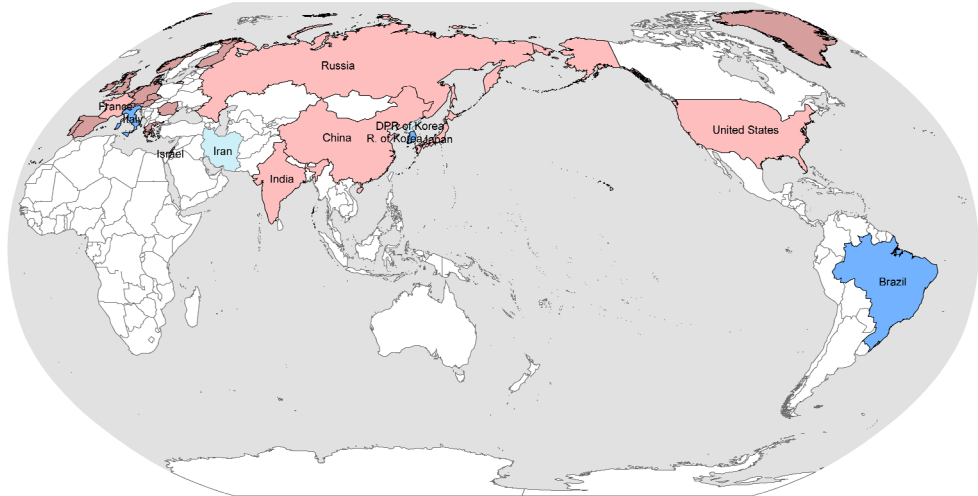 Russia
France
Italy
DPR of Korea
R. of Korea
Japan
China
United States
Israel
Iran
India
Brazil